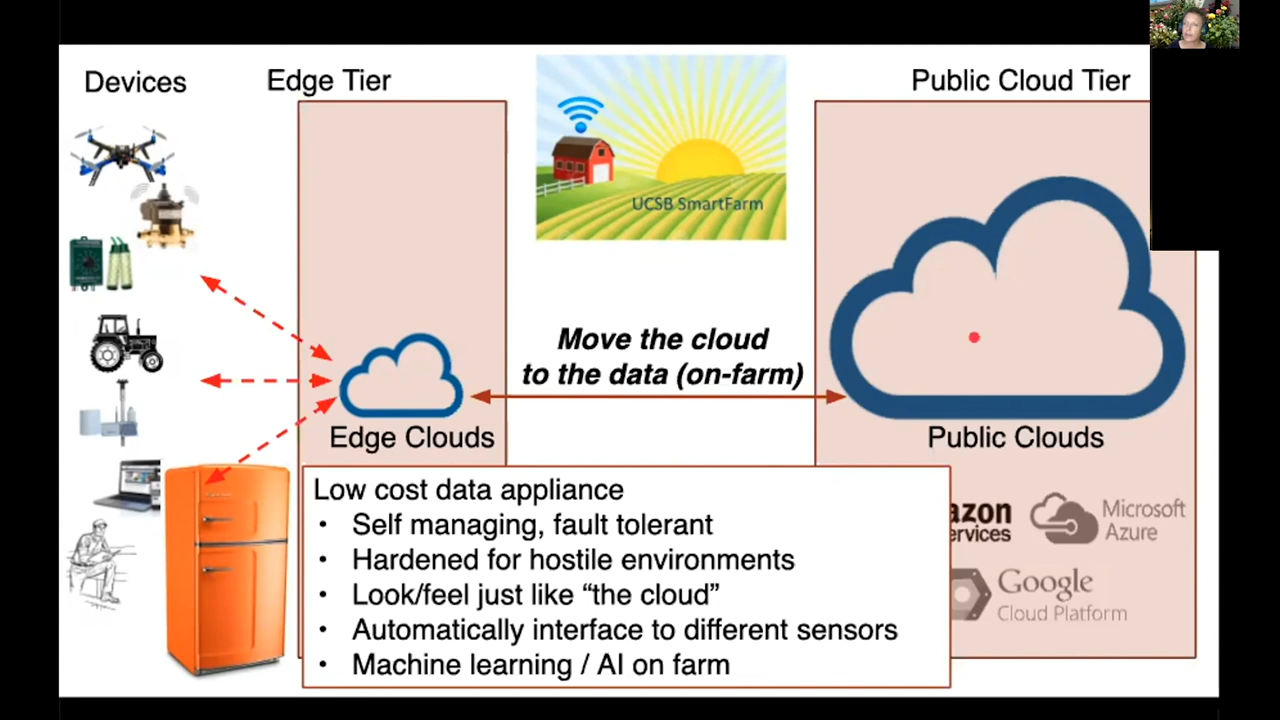 Devices
Edge Tier
Public Cloud Tier
UCSB SmartFarm
Move the cloud
to the data (on-farm)
Edge Clouds
Public Clouds
Low cost data appliance
• Self managing, fault tolerant
• Hardened for hostile environments
• Look/feel just like “the cloud”
• Automatically interface to different sensors
• Machine learning / AI on farm
Microsoft
Azure
Google
Cloud Platform